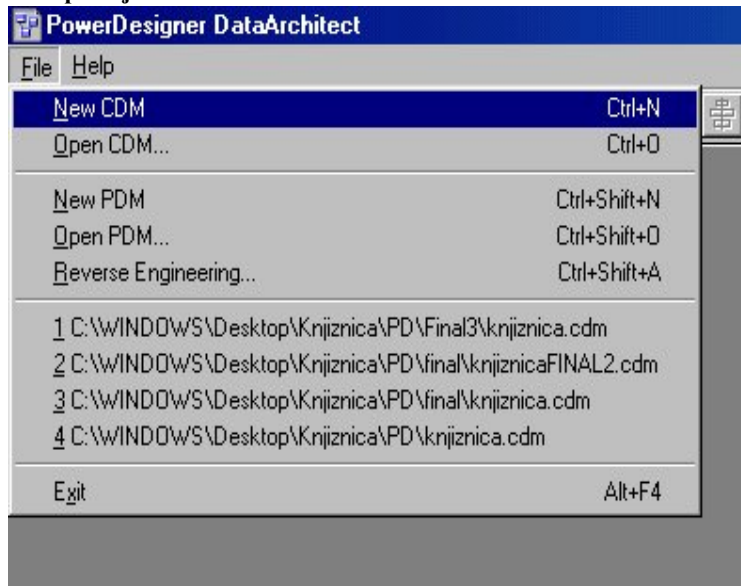 PowerDesigner DataArchitect
File Help
New CDM Ctrl+N
Open CDM... Ctrl+O
New PDM Ctrl+Shift+N
Open PDM... Ctrl+Shift+O
Reverse Engineering... Ctrl+Shift+A
1 C:\WINDOWS\Desktop\Knjiznica\PD\Final3\knjiznica.cdm
2 C:\WINDOWS\Desktop\Knjiznica\PD\final\knjiznicaFINAL2.cdm
3 C:\WINDOWS\Desktop\Knjiznica\PD\final\knjiznica.cdm
4 C:\WINDOWS\Desktop\Knjiznica\PD\knjiznica.cdm
Exit Alt+F4